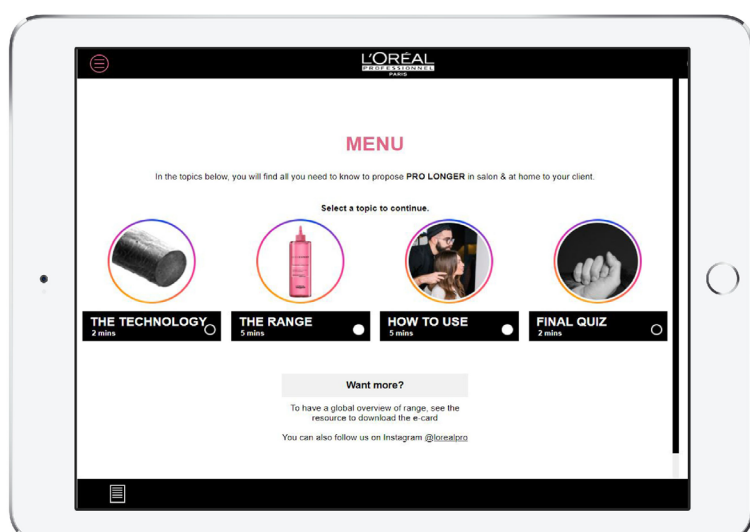 L'ORÉAL
PROFESSIONNEL
PARIS
MENU
In the topics below, you will find all you need to know to propose PRO LONGER in salon & at home to your client.
Select a topic to continue.
THE TECHNOLOGY
2 mins
THE RANGE
5 mins
HOW TO USE
5 mins
FINAL QUIZ
2 mins
Want more?
To have a global overview of range, see the
resource to download the e-card
You can also follow us on Instagram @lorealpro